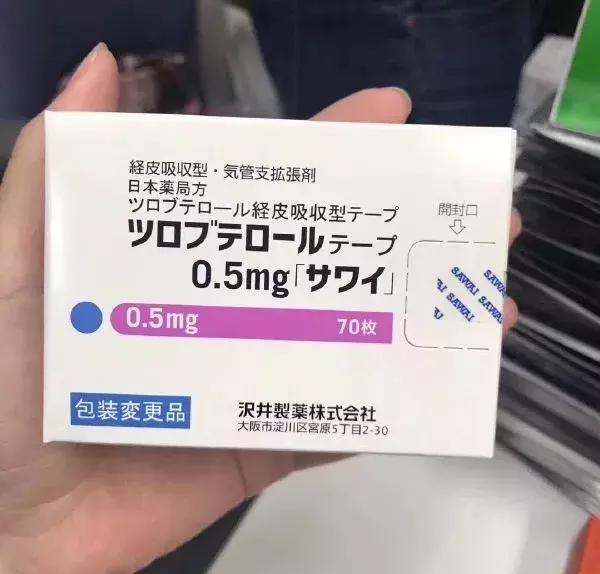 経皮吸収型・気管支拡張剤
日本薬局方
ツロブテロール経皮吸収型テープ
ツロブテロールテープ
0.5mg「サワイ」
開封口
SAWAI SAWAI
SAWAI SAWAI
0.5mg 70枚
包装変更品
沢井製薬株式会社
大阪市淀川区宮原5丁目2-30